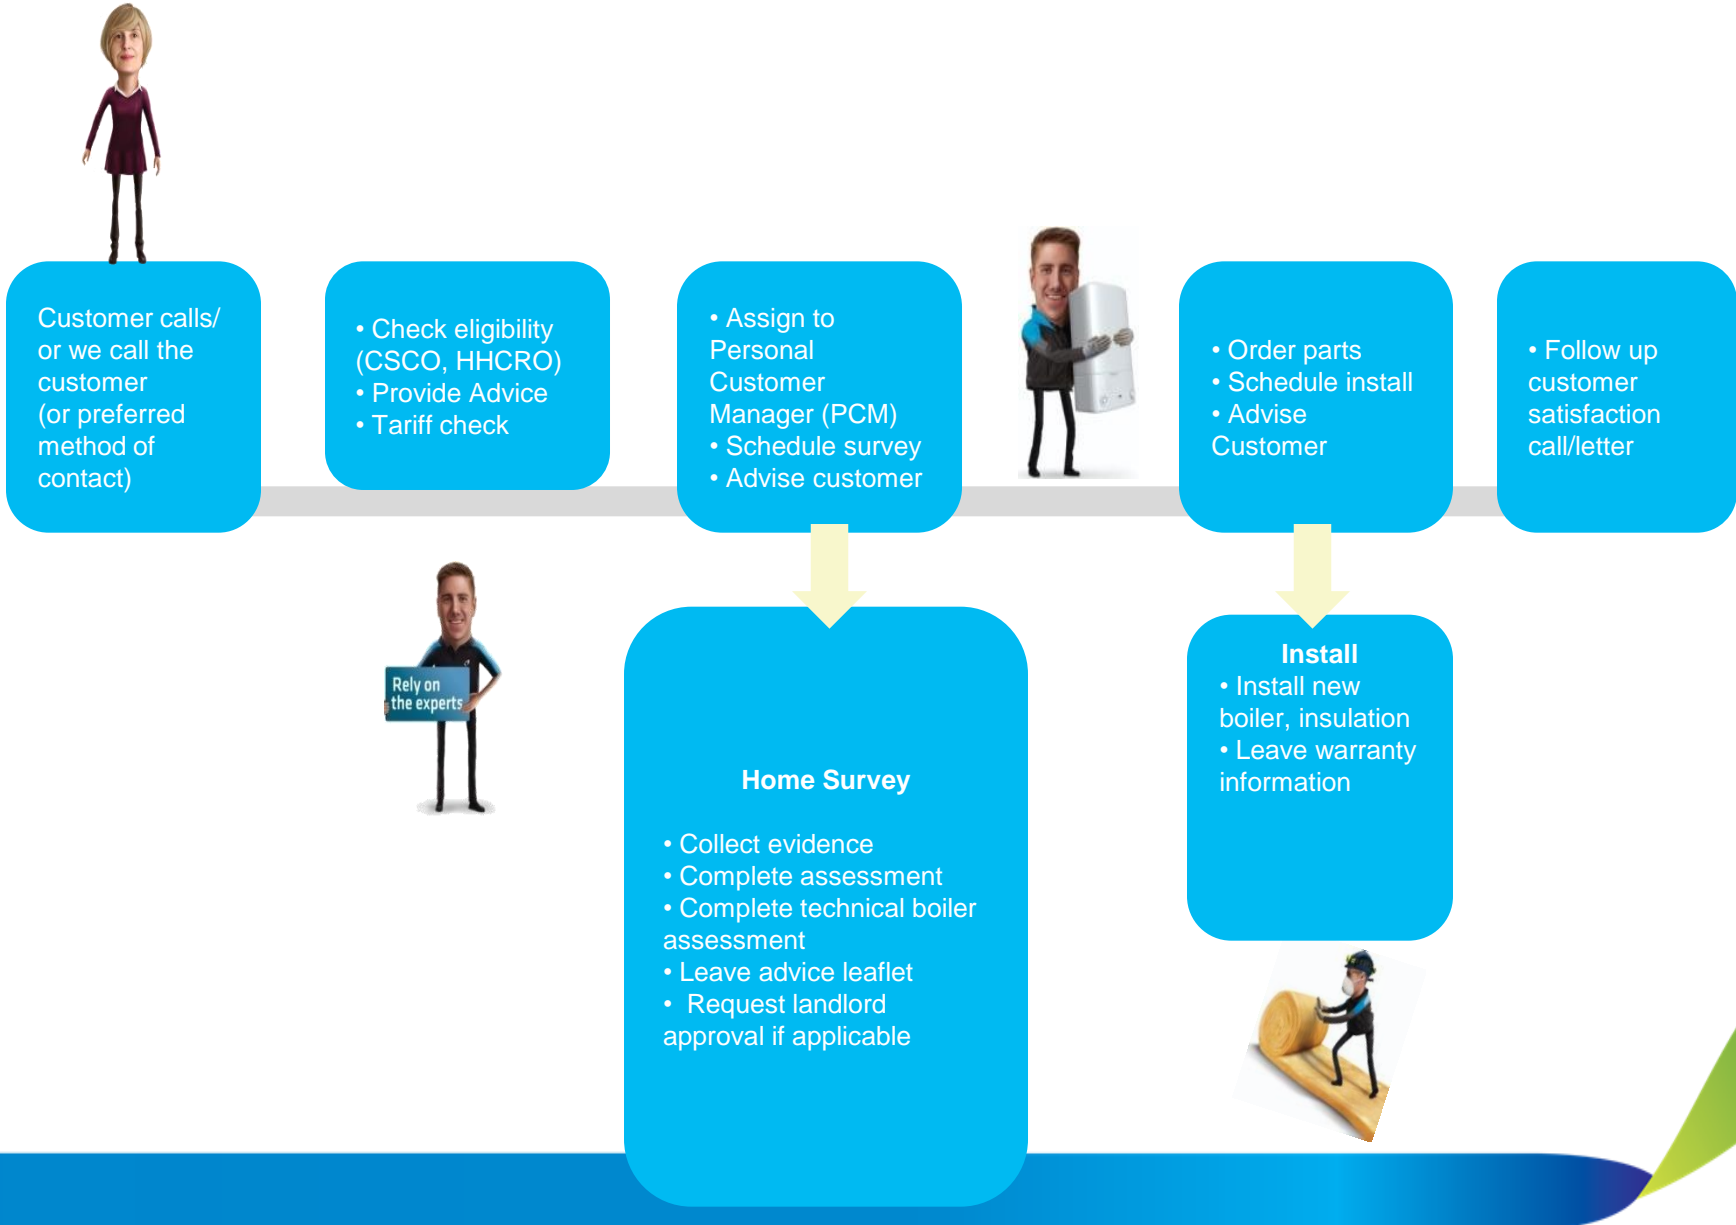 Customer calls/
or we call the
customer
(or preferred
method of
contact)
• Check eligibility
(CSCO, HHCRO)
• Provide Advice
• Tariff check
• Assign to
Personal
Customer
Manager (PCM)
• Schedule survey
• Advise customer
• Order parts
• Schedule install
• Advise
Customer
• Follow up
customer
satisfaction
call/letter
Rely on
the experts
Home Survey
• Collect evidence
• Complete assessment
• Complete technical boiler
assessment
• Leave advice leaflet
• Request landlord
approval if applicable
Install
• Install new
boiler, insulation
• Leave warranty
information